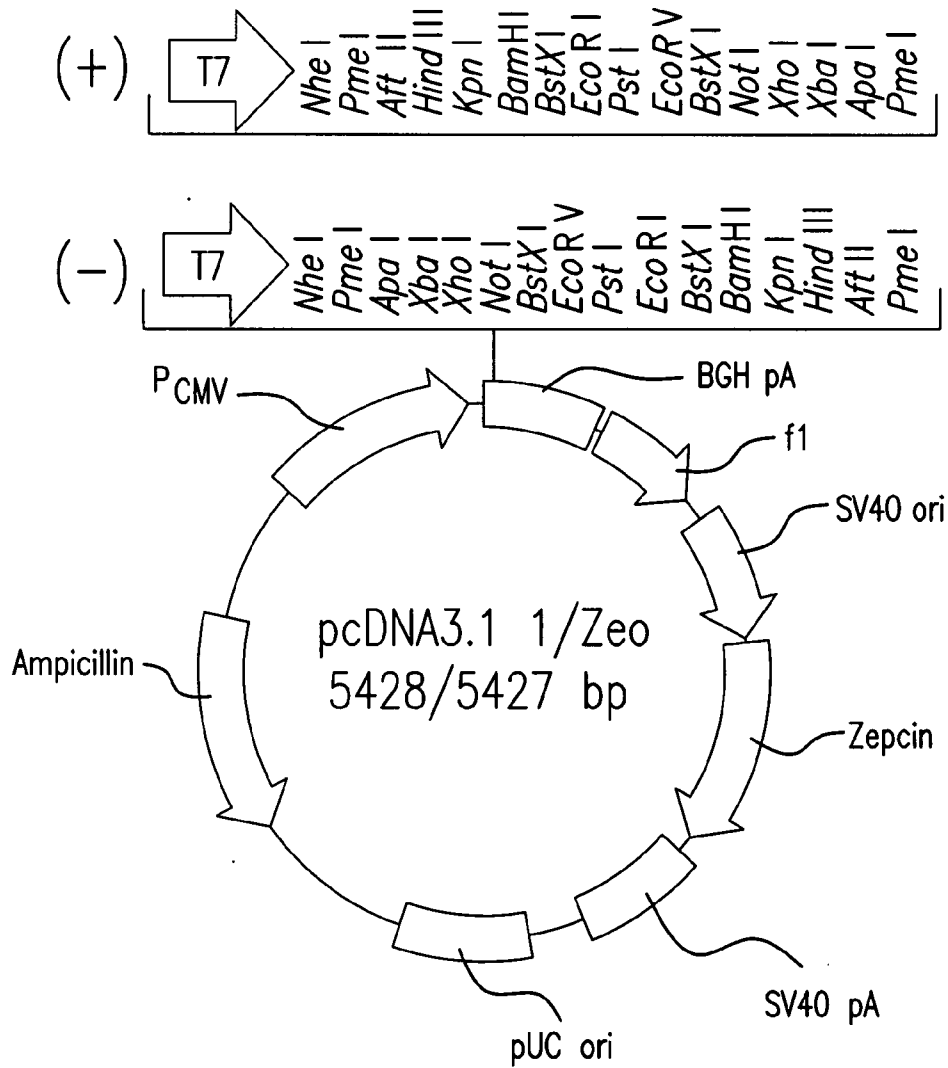 (+)
T7
Nhe I
Pme I
Aft II
Hind III
Kpn I
BamH I
BstX I
EcoR I
Pst I
EcoR V
BstX I
Not I
Xho I
Xba I
Apa I
Pme I
(-)
T7
Nhe I
Pme I
Apa I
Xba I
Xho I
Not I
BstX I
EcoR V
Pst I
EcoR I
BstX I
BamH I
Kpn I
Hind III
Aft II
Pme I
PCMV
BGH pA
f1
SV40 ori
pcDNA3.1 1/Zeo
5428/5427 bp
Ampicillin
Zepcin
SV40 pA
pUC ori